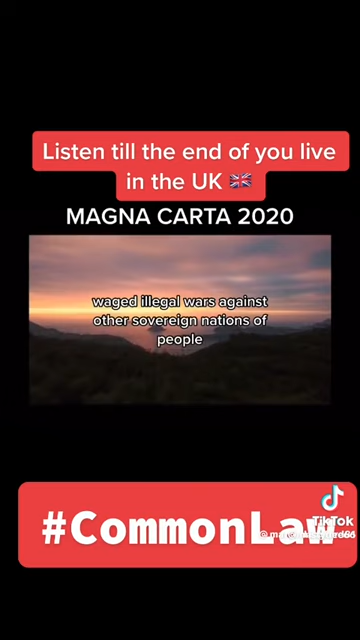 Listen till the end of you live
in the UK 🇬🇧
MAGNA CARTA 2020
waged illegal wars against
other sovereign nations of
people
#CommonLaw
TikTok